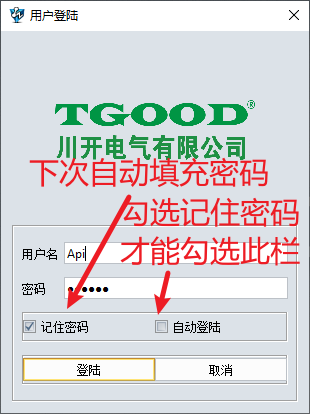 用户登陆
TGOOD®
川开电气有限公司
下次自动填充密码
勾选记住密码
才能勾选此栏
用户名 Api
密码 ●●●●●●
记住密码 自动登陆
登陆 取消